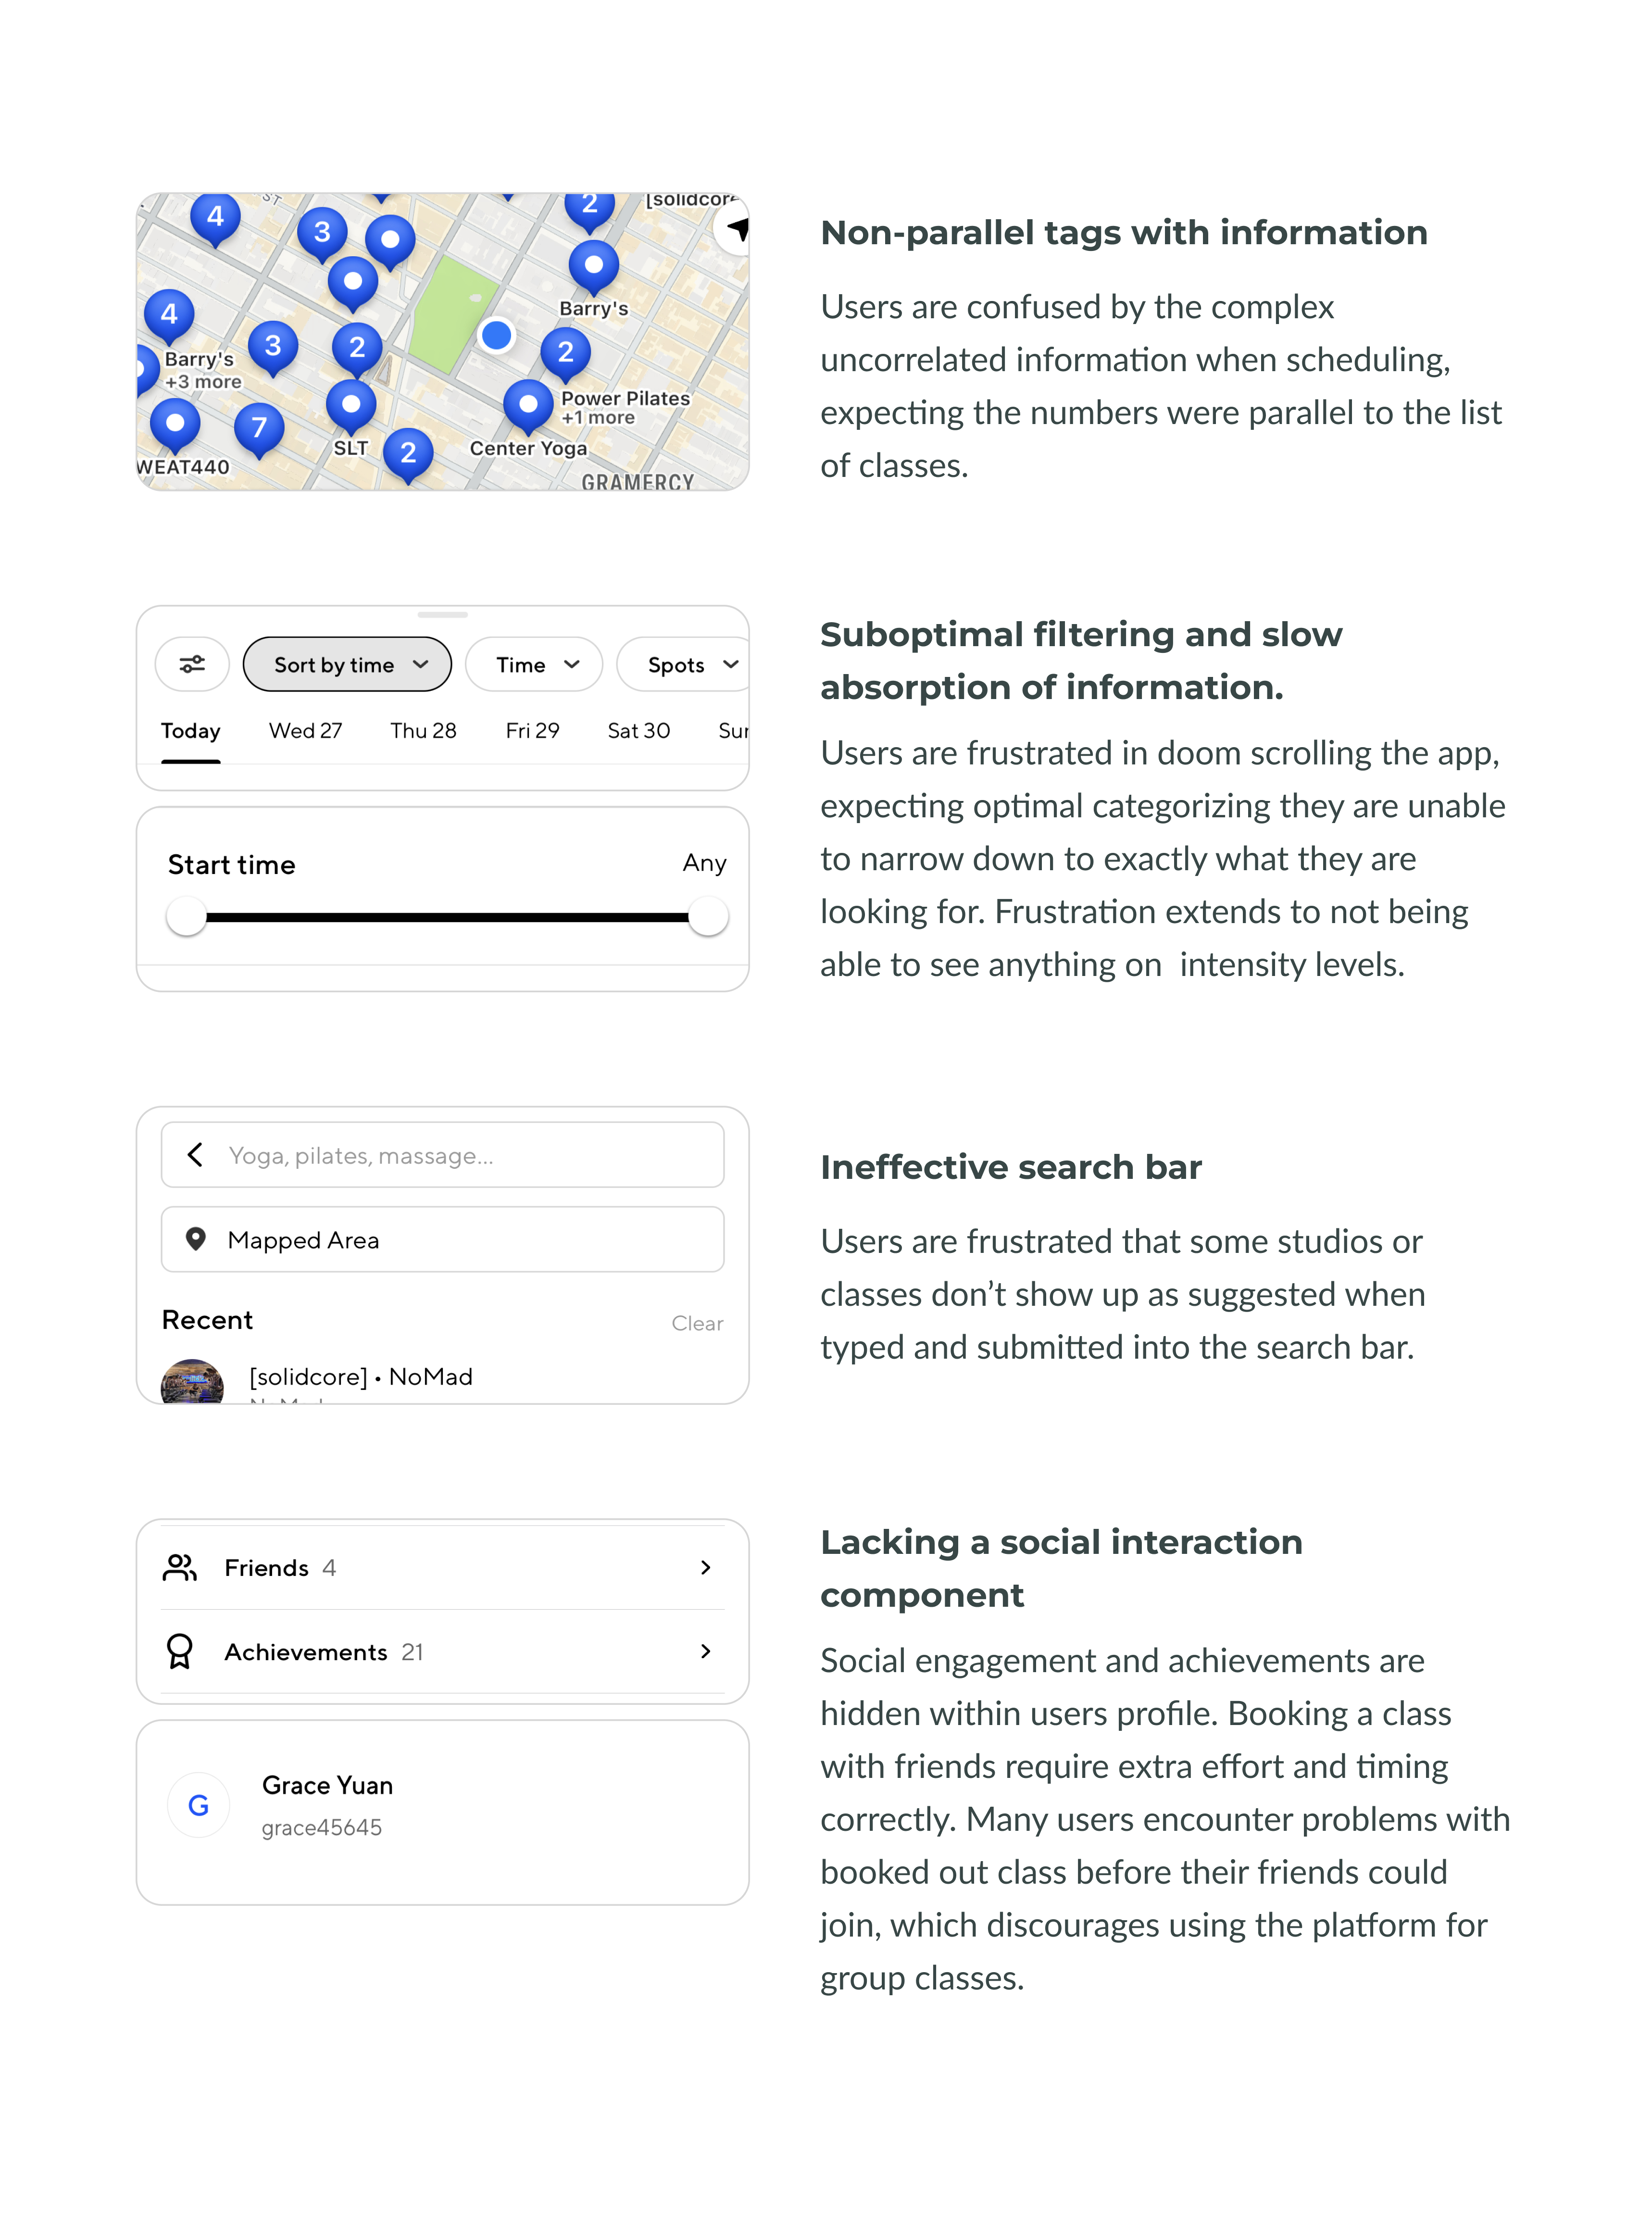 ST
[solidcore
4
3
2
Barry's
4
3
2
2
Barry's
+3 more
Power Pilates
+1 more
7
SLT
2
Center Yoga
WEAT440
GRAMERCY
Non-parallel tags with information
Users are confused by the complex
uncorrelated information when scheduling,
expecting the numbers were parallel to the list
of classes.
Sort by time
Time
Spots
Today
Wed 27
Thu 28
Fri 29
Sat 30
Sun
Start time
Any
Suboptimal filtering and slow
absorption of information.
Users are frustrated in doom scrolling the app,
expecting optimal categorizing they are unable
to narrow down to exactly what they are
looking for. Frustration extends to not being
able to see anything on  intensity levels.
Yoga, pilates, massage...
Mapped Area
Recent
Clear
[solidcore] • NoMad
Ineffective search bar
Users are frustrated that some studios or
classes don't show up as suggested when
typed and submitted into the search bar.
Friends 4
Achievements 21
G
Grace Yuan
grace45645
Lacking a social interaction
component
Social engagement and achievements are
hidden within users profile. Booking a class
with friends require extra effort and timing
correctly. Many users encounter problems with
booked out class before their friends could
join, which discourages using the platform for
group classes.